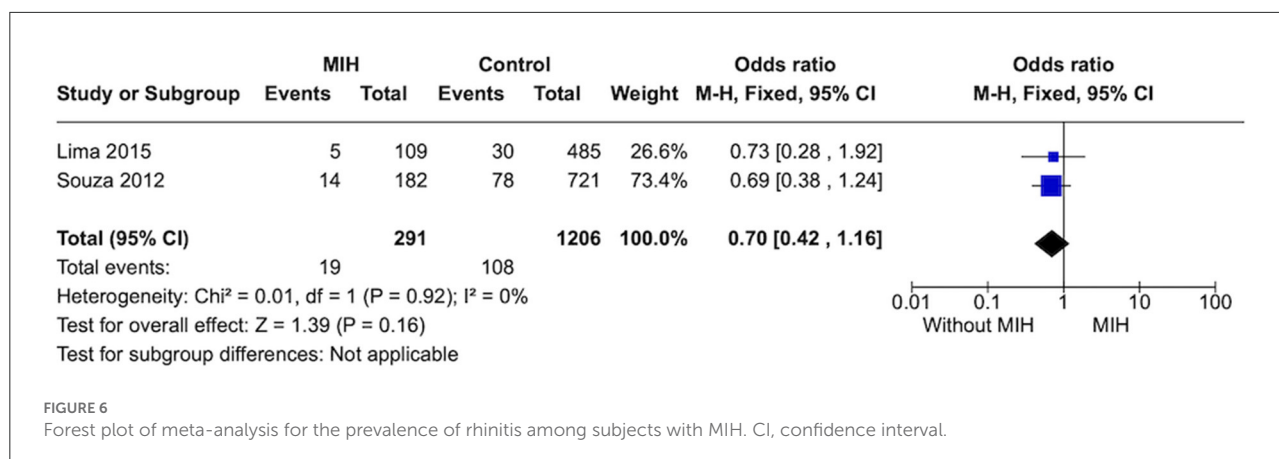 MIH Control Odds ratio Odds ratio
Study or Subgroup Events Total Events Total Weight M-H, Fixed, 95% CI M-H, Fixed, 95% CI
Lima 2015 5 109 30 485 26.6% 0.73 [0.28 , 1.92]
Souza 2012 14 182 78 721 73.4% 0.69 [0.38 , 1.24]
Total (95% CI) 291 1206 100.0% 0.70 [0.42 , 1.16]
Total events: 19 108
Heterogeneity: Chi² = 0.01, df = 1 (P = 0.92); I² = 0%
Test for overall effect: Z = 1.39 (P = 0.16)
Test for subgroup differences: Not applicable
0.01 0.1 1 10 100
Without MIH MIH
FIGURE 6
Forest plot of meta-analysis for the prevalence of rhinitis among subjects with MIH. CI, confidence interval.